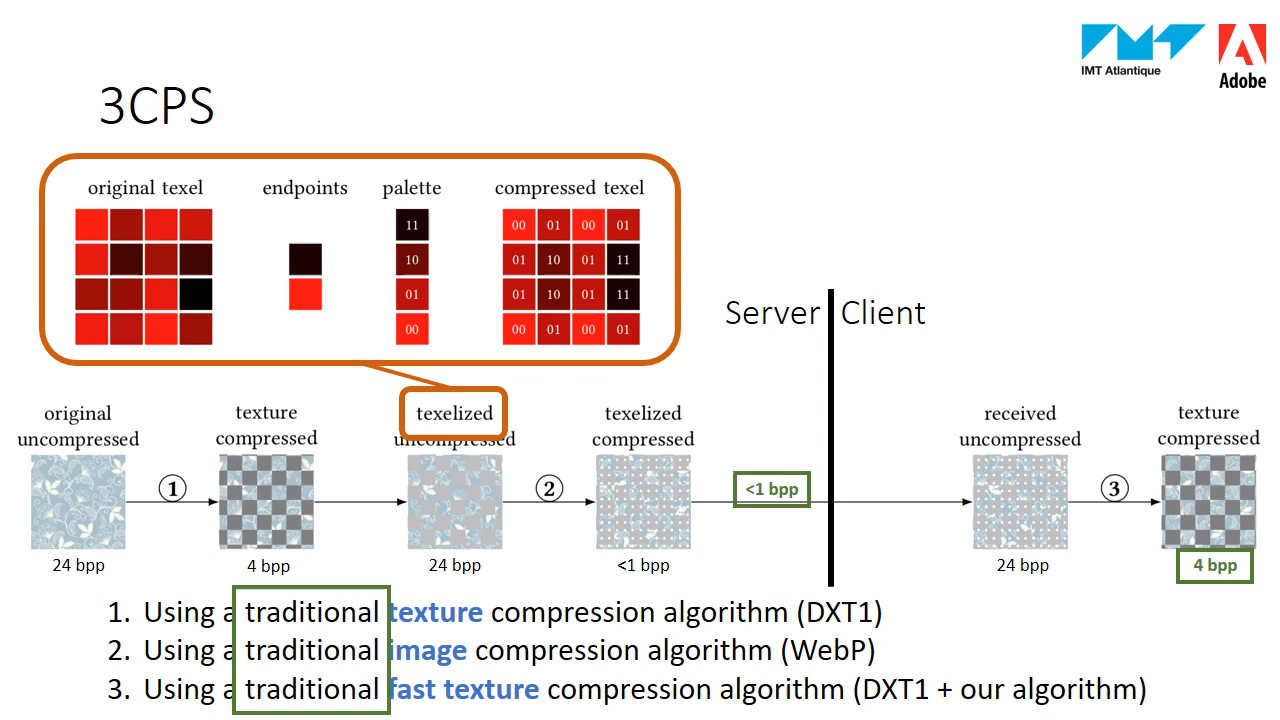 IMT Atlantique
Adobe
3CPS
original texel
endpoints
palette
compressed texel
11
10
01
00
00 01 00 01
01 10 01 11
01 10 01 11
00 01 00 01
Server
Client
original
uncompressed
24 bpp
1
texture
compressed
4 bpp
texelized
uncompressed
24 bpp
2
texelized
compressed
<1 bpp
<1 bpp
received
uncompressed
24 bpp
3
texture
compressed
4 bpp
1. Using a traditional texture compression algorithm (DXT1)
2. Using a traditional image compression algorithm (WebP)
3. Using a traditional fast texture compression algorithm (DXT1 + our algorithm)